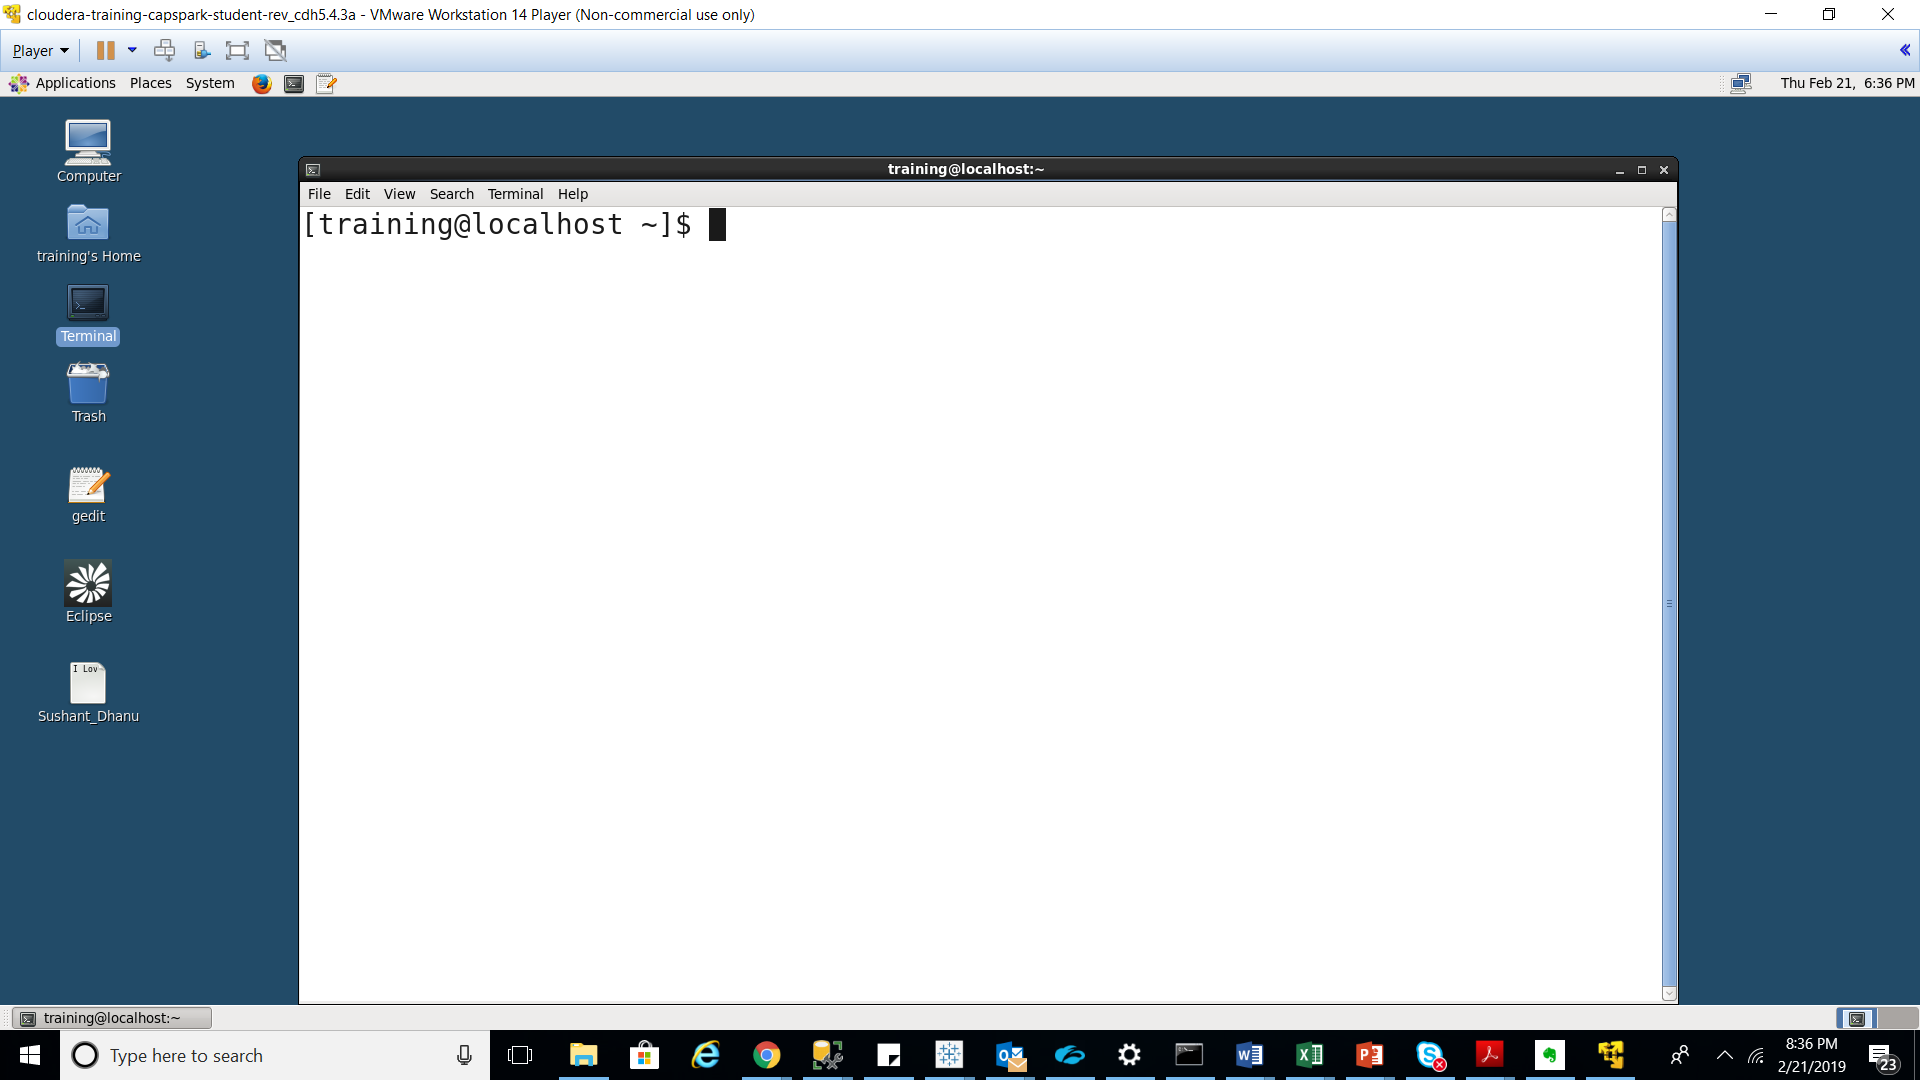 cloudera-training-capspark-student-rev_cdh5.4.3a - VMware Workstation 14 Player (Non-commercial use only)
Player
Applications Places System
Thu Feb 21, 6:36 PM
Computer
training's Home
Terminal
Trash
gedit
Eclipse
I Lov
Sushant_Dhanu
training@localhost:~
File Edit View Search Terminal Help
[training@localhost ~]$
training@localhost:~
Type here to search
8:36 PM
2/21/2019
23